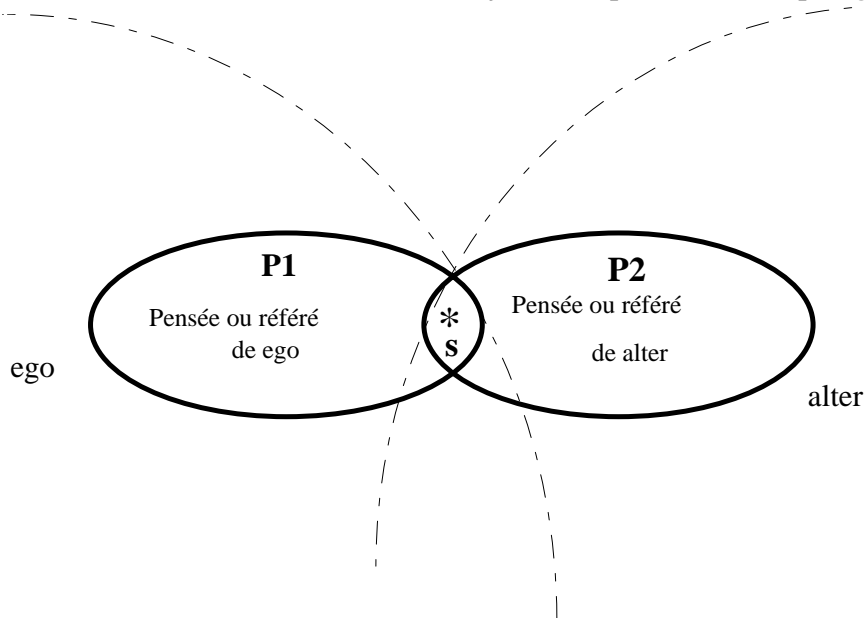 P1
Pensée ou référé
de ego
P2
Pensée ou référé
de alter
*
s
ego
alter